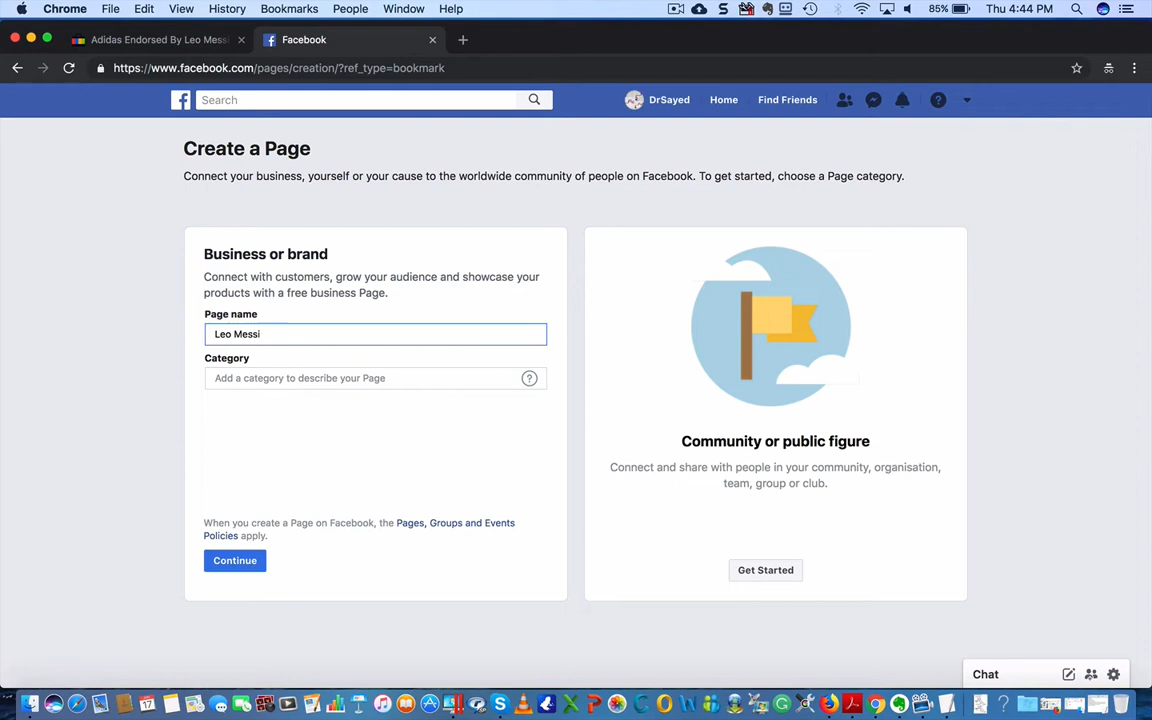 Chrome File Edit View History Bookmarks People Window Help 85% Thu 4:44 PM
Adidas Endorsed By Leo Messi Facebook
https://www.facebook.com/pages/creation/?ref_type=bookmark
Search DrSayed Home Find Friends
Create a Page
Connect your business, yourself or your cause to the worldwide community of people on Facebook. To get started, choose a Page category.
Business or brand
Connect with customers, grow your audience and showcase your
products with a free business Page.
Page name
Leo Messi
Category
Add a category to describe your Page
When you create a Page on Facebook, the Pages, Groups and Events
Policies apply.
Continue
Community or public figure
Connect and share with people in your community, organisation,
team, group or club.
Get Started
Chat